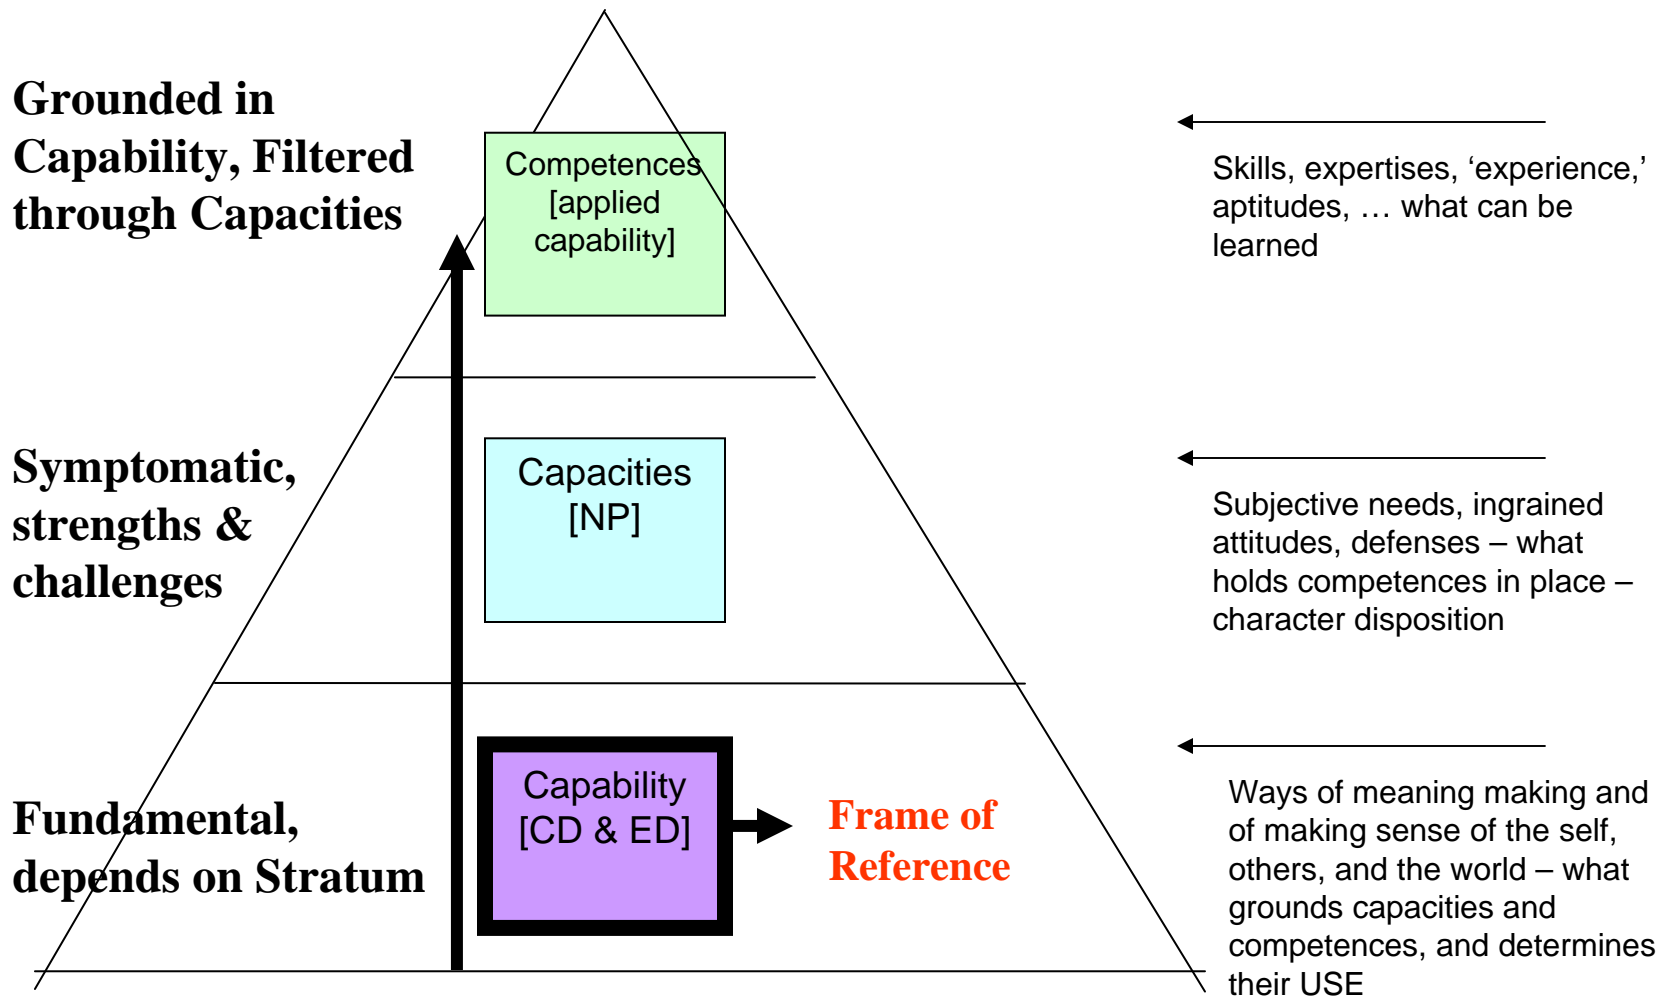 Grounded in
Capability, Filtered
through Capacities
Competences
[applied
capability]
Skills, expertises, ‘experience,’
aptitudes, … what can be
learned
Symptomatic,
strengths &
challenges
Capacities
[NP]
Subjective needs, ingrained
attitudes, defenses – what
holds competences in place –
character disposition
Fundamental,
depends on Stratum
Capability
[CD & ED]
Frame of
Reference
Ways of meaning making and
of making sense of the self,
others, and the world – what
grounds capacities and
competences, and determines
their USE